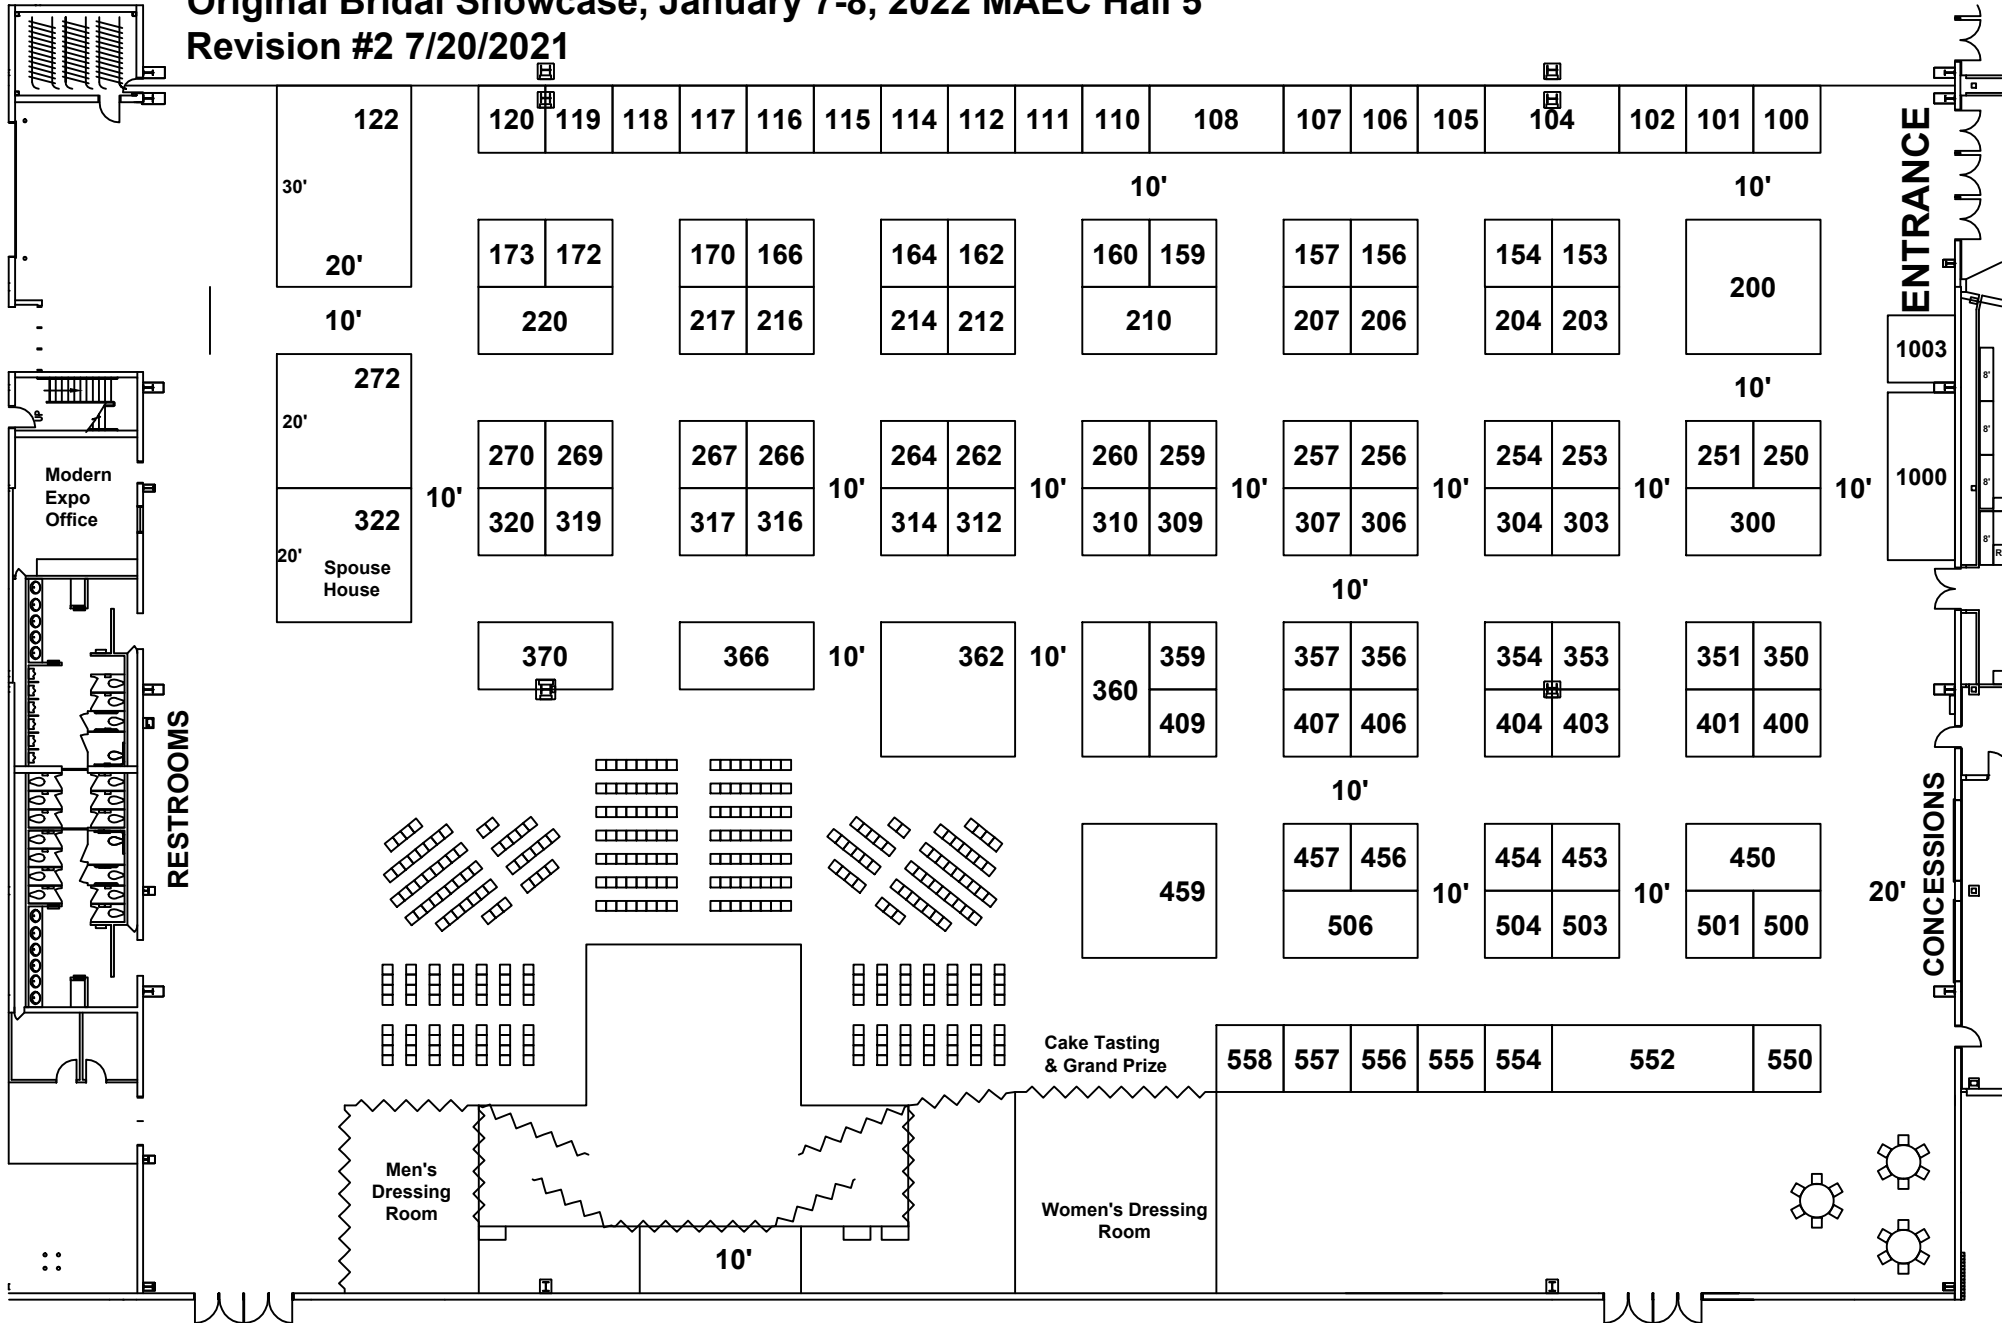 Original Bridal Showcase, January 7-8, 2022 MAEC Hall 5
Revision #2 7/20/2021
122
120 119 118 117 116 115 114 112 111 110 108 107 106 105 104 102 101 100
ENTRANCE
30'
10' 10'
20'
173 172 170 166 164 162 160 159 157 156 154 153
200
10'
220 217 216 214 212 210 207 206 204 203
1003
272
10'
8'
20'
UP
270 269 267 266 264 262 260 259 257 256 254 253 251 250
8'
Modern
Expo
Office
10' 10' 10' 10' 10' 10' 10'
1000
8'
322
320 319 317 316 314 312 310 309 307 306 304 303 300
20'
8'
R
Spouse
House
10'
370 366 10' 362 10' 360 359 357 356 354 353 351 350
409 407 406 404 403 401 400
RESTROOMS
10'
CONCESSIONS
457 456 454 453 450
459
10' 10' 20'
506 504 503 501 500
Cake Tasting
& Grand Prize
558 557 556 555 554 552 550
Men's
Dressing
Room
Women's Dressing
Room
10'